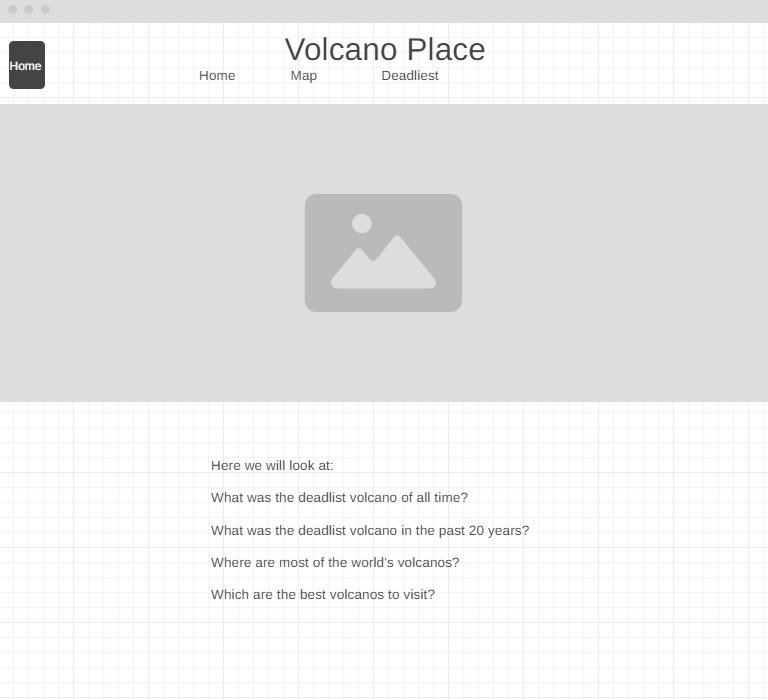 Volcano Place
Home
Home Map Deadliest
Here we will look at:
What was the deadlist volcano of all time?
What was the deadlist volcano in the past 20 years?
Where are most of the world's volcanos?
Which are the best volcanos to visit?